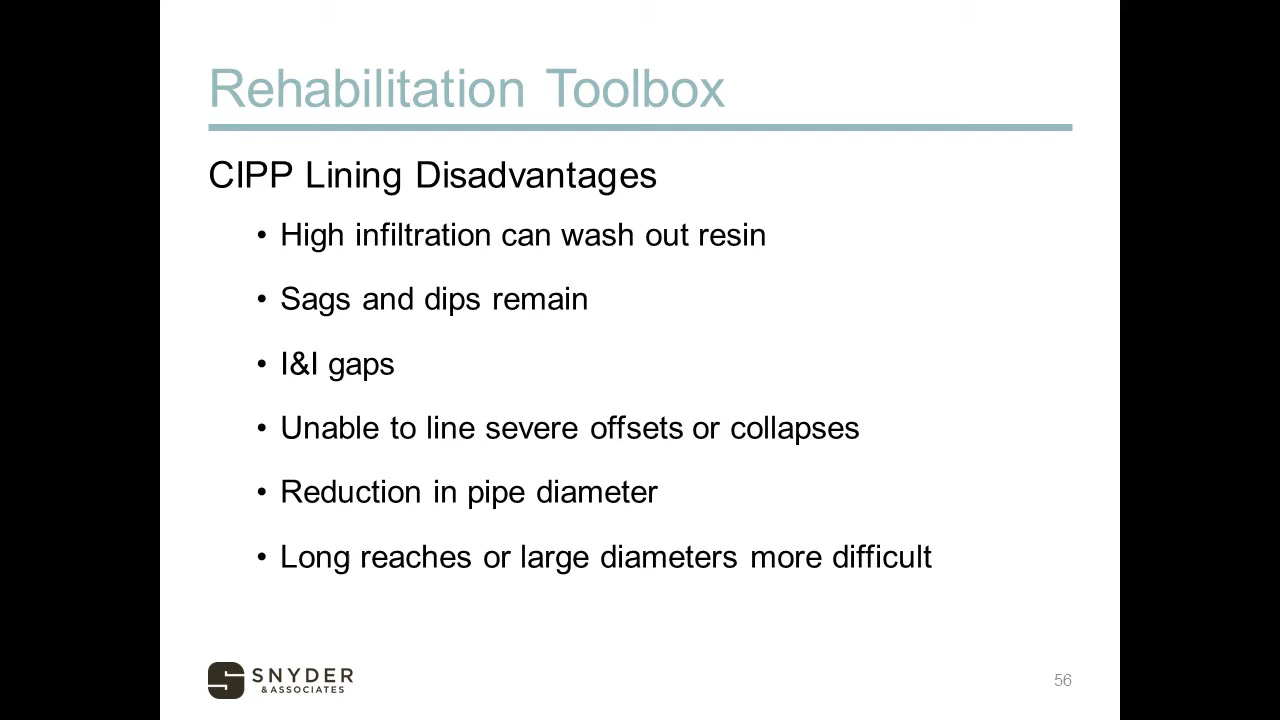 Rehabilitation Toolbox
CIPP Lining Disadvantages
• High infiltration can wash out resin
• Sags and dips remain
• I&I gaps
• Unable to line severe offsets or collapses
• Reduction in pipe diameter
• Long reaches or large diameters more difficult
SNYDER
& ASSOCIATES
56